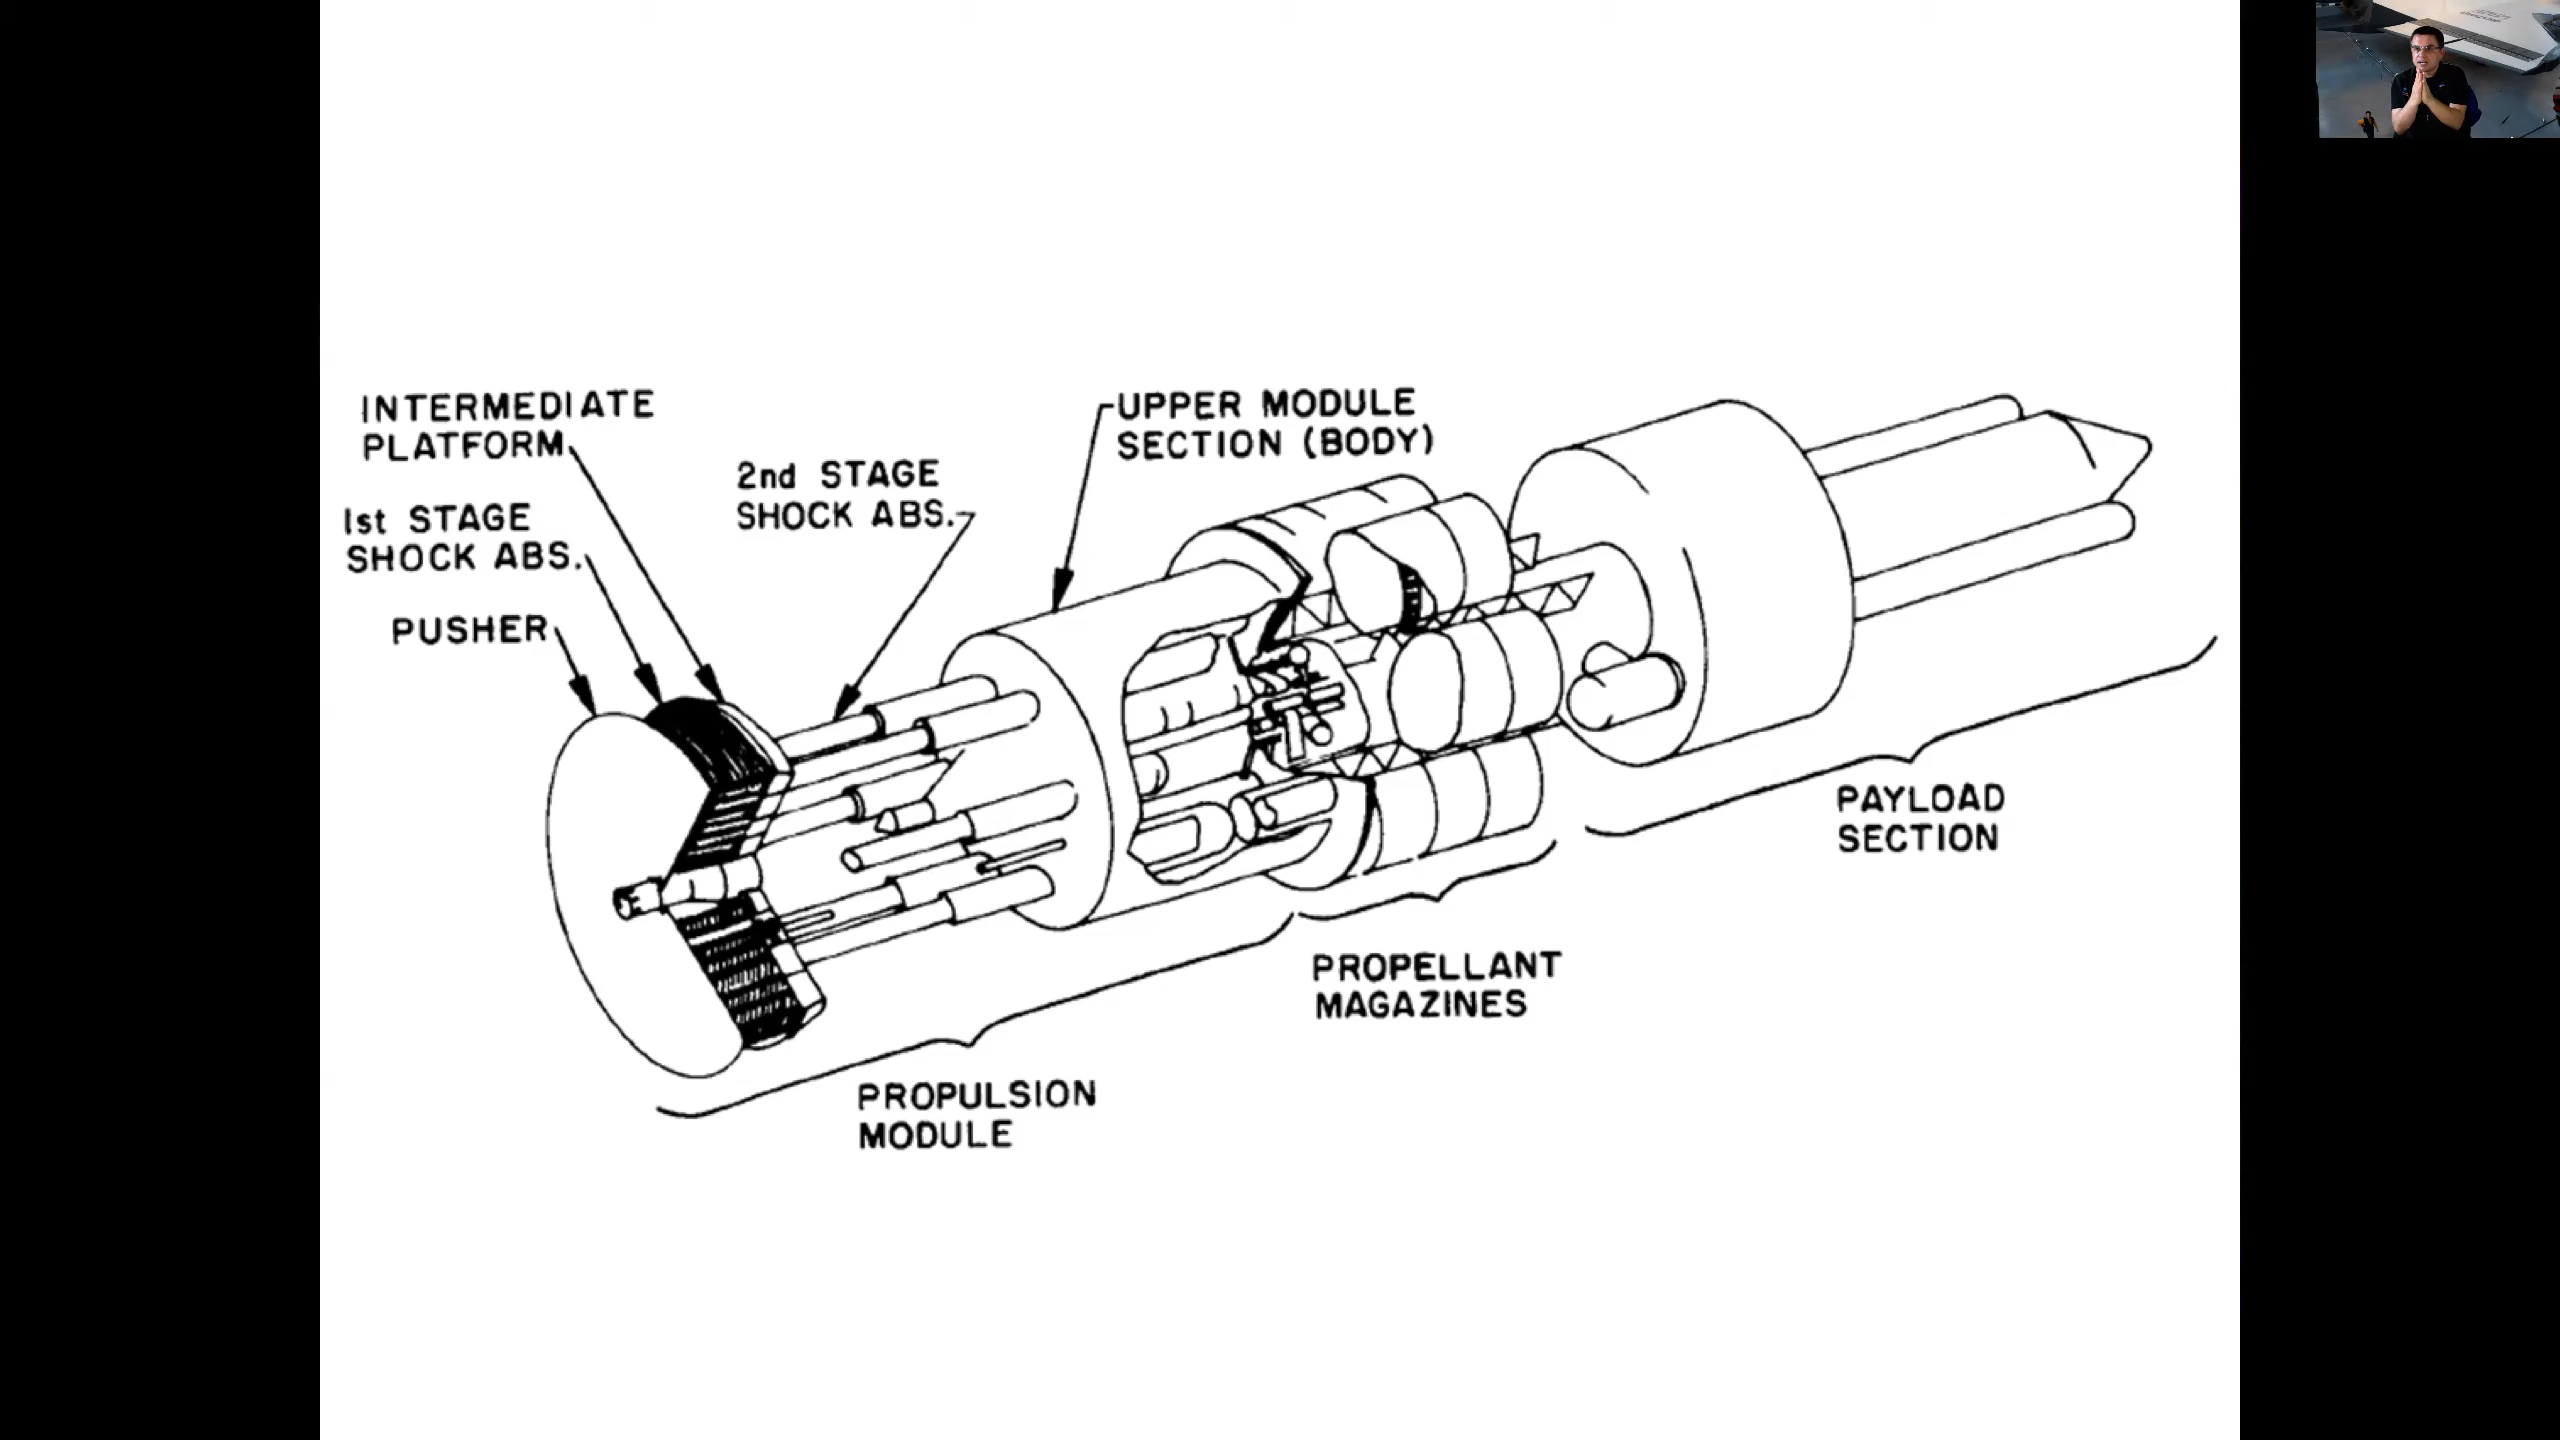 INTERMEDIATE
PLATFORM
1st STAGE
SHOCK ABS.
PUSHER
2nd STAGE
SHOCK ABS.
UPPER MODULE
SECTION (BODY)
PAYLOAD
SECTION
PROPELLANT
MAGAZINES
PROPULSION
MODULE